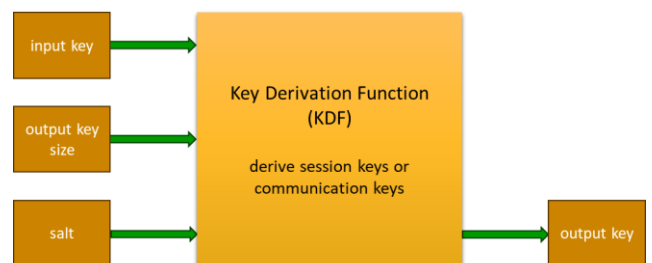 input key
output key
size
salt
Key Derivation Function
(KDF)
derive session keys or
communication keys
output key